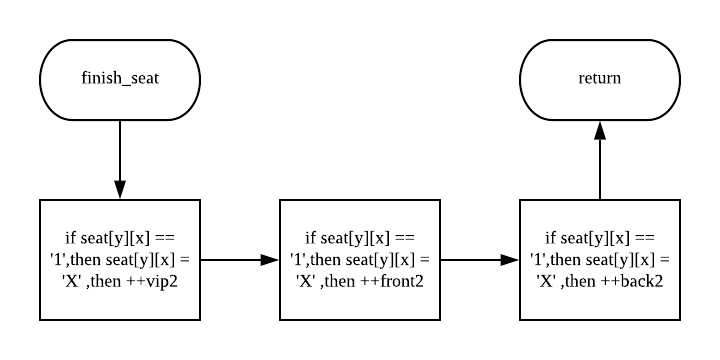 finish_seat
return
if seat[y][x] ==
'1',then seat[y][x] =
'X' ,then ++vip2
if seat[y][x] ==
'1',then seat[y][x] =
'X' ,then ++front2
if seat[y][x] ==
'1',then seat[y][x] =
'X' ,then ++back2